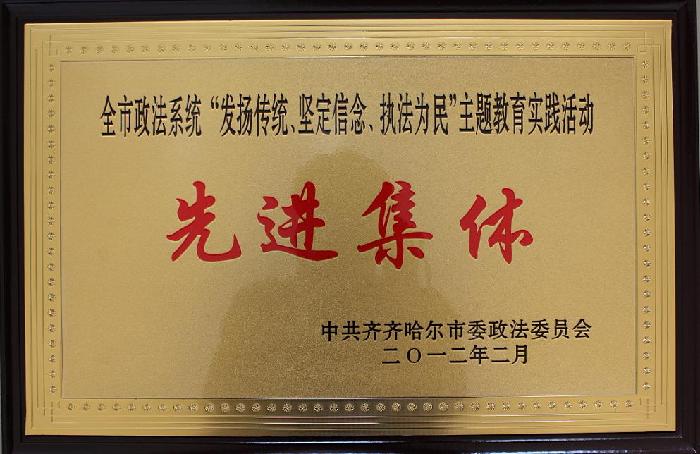 全市政法系统“发扬传统、坚定信念、执法为民”主题教育实践活动
先进集体
中共齐齐哈尔市委政法委员会
二〇一二年二月